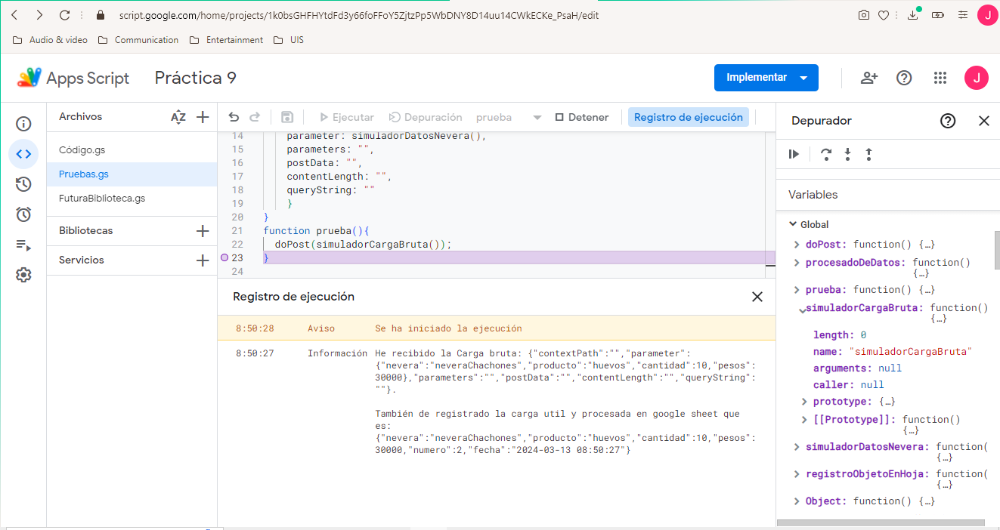 script.google.com/home/projects/1k0bsGHFHYtdFd3y66foFFoY5ZjtzPp5WbDNY8D14uu14CWkECKe_PsaH/edit
J
Audio & video
Communication
Entertainment
UIS
Apps Script
Práctica 9
Implementar
J
Archivos
AZ
Ejecutar
Depuración
prueba
Detener
Registro de ejecución
Código.gs
Pruebas.gs
FuturaBiblioteca.gs
Bibliotecas
Servicios
14 parameter: simuladorDatosNevera(),
15 parameters: "",
16 postData: "",
17 contentLength: "",
18 queryString: ""
19 }
20 }
21 function prueba(){
22 doPost(simuladorCargaBruta());
23 }
24
Registro de ejecución
8:50:28 Aviso Se ha iniciado la ejecución
8:50:27 Información He recibido la Carga bruta: {"contextPath":"","parameter":
{"nevera":"neveraChachones","producto":"huevos","cantidad":10,"pesos":
30000},"parameters":"","postData":"","contentLength":"","queryString":
""}.
También de registrado la carga util y procesada en google sheet que
es:
{"nevera":"neveraChachones","producto":"huevos","cantidad":10,"pesos":
30000,"numero":2,"fecha":"2024-03-13 08:50:27"}
Depurador
Variables
Global
doPost: function() {…}
procesadoDeDatos: function()
{…}
prueba: function() {…}
simuladorCargaBruta: function()
{…}
length: 0
name: "simuladorCargaBruta"
arguments: null
caller: null
prototype: {…}
[[Prototype]]: function()
{…}
simuladorDatosNevera: function(
{…}
registroObjetoEnHoja: function(
{…}
Object: function() {…}